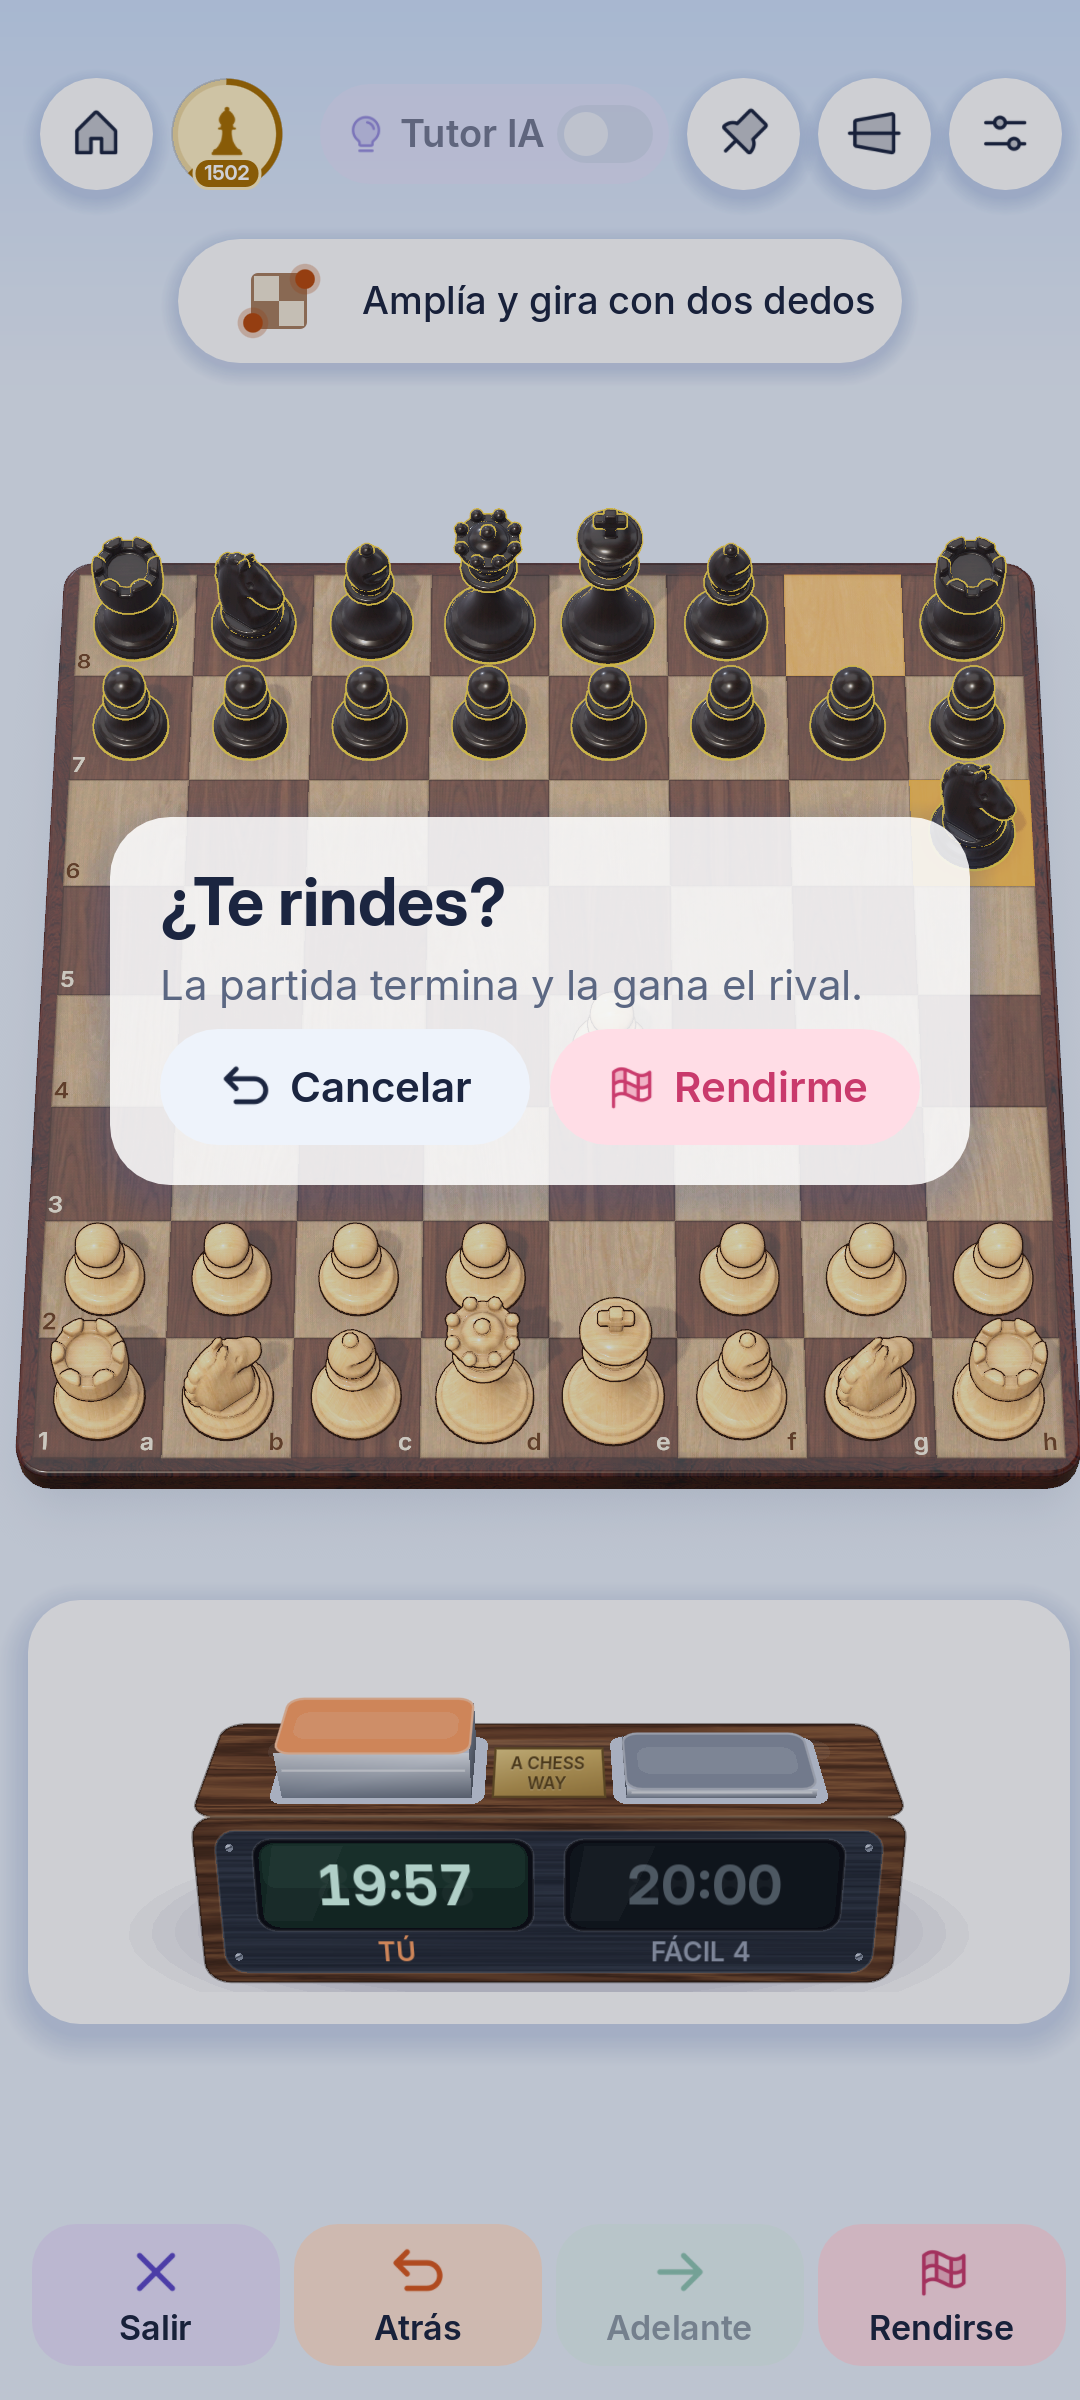 Tutor IA
1502
Amplía y gira con dos dedos
8
7
6
¿Te rindes?
La partida termina y la gana el rival.
5
Cancelar
Rendirme
4
3
2
1 a b c d e f g h
A CHESS
WAY
19:57
20:00
TÚ
FÁCIL 4
Salir
Atrás
Adelante
Rendirse